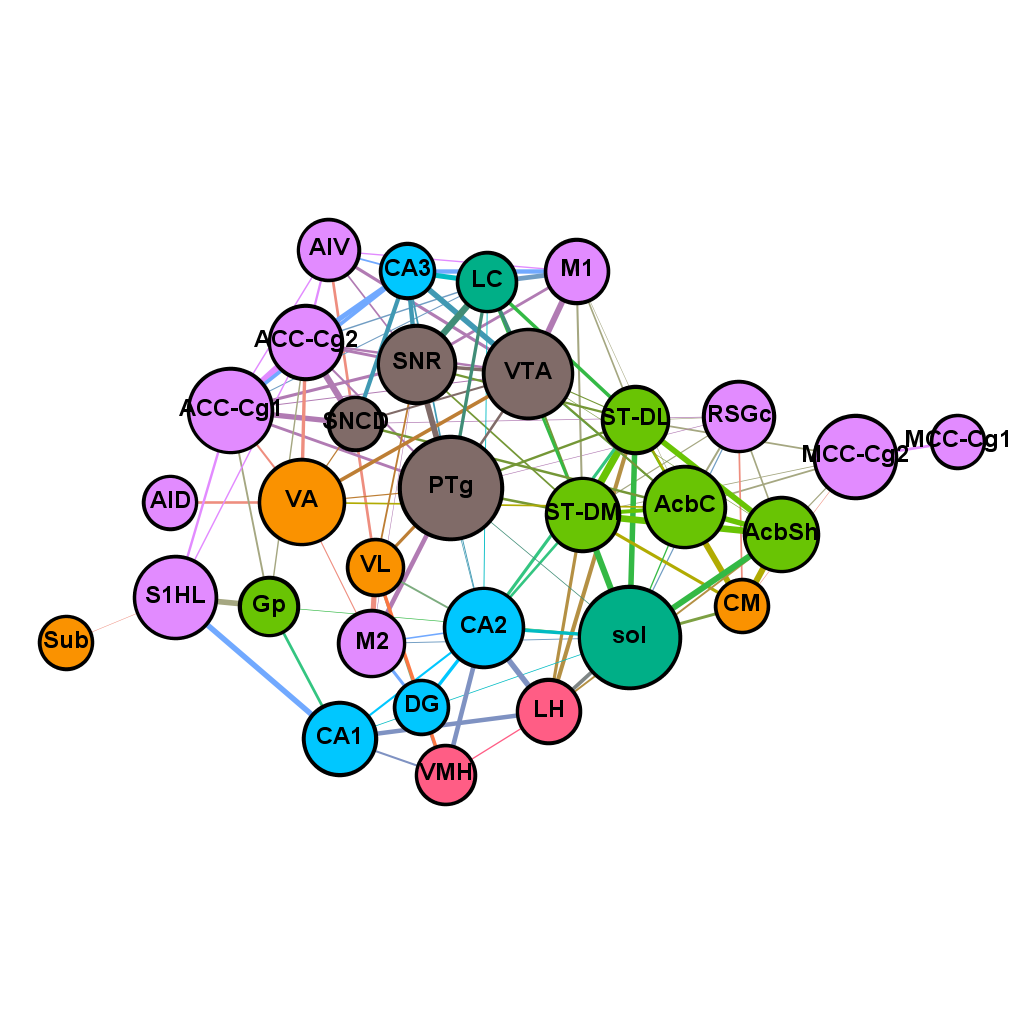 AIV
CA3
LC
M1
ACC-Cg2
SNR
VTA
ACC-Cg1
SNCD
ST-DL
RSGc
MCC-Cg1
MCC-Cg2
AID
VA
PTg
ST-DM
AcbC
AcbSh
VL
S1HL
Gp
CM
Sub
M2
CA2
sol
DG
LH
CA1
VMH